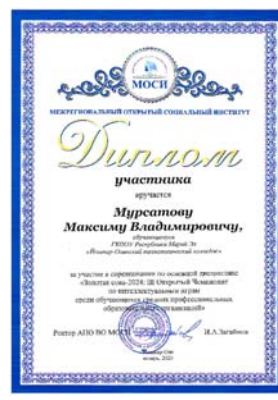 МОСИ
МЕЖРЕГИОНАЛЬНЫЙ ОТКРЫТЫЙ СОЦИАЛЬНЫЙ ИНСТИТУТ
Диплом
участника
вручается
Мурсатову
Максиму Владимировичу,
обучающемуся
ГБПОУ Республики Марий Эл
«Йошкар-Олинский технологический колледж»
за участие в соревновании по основной дисциплине
«Золотая сова-2024: III Открытый Чемпионат
по интеллектуальным играм
среди обучающихся средних профессиональных
образовательных организаций»
Ректор АНО ВО МОСИ И.А.Загайнов
Йошкар-Ола